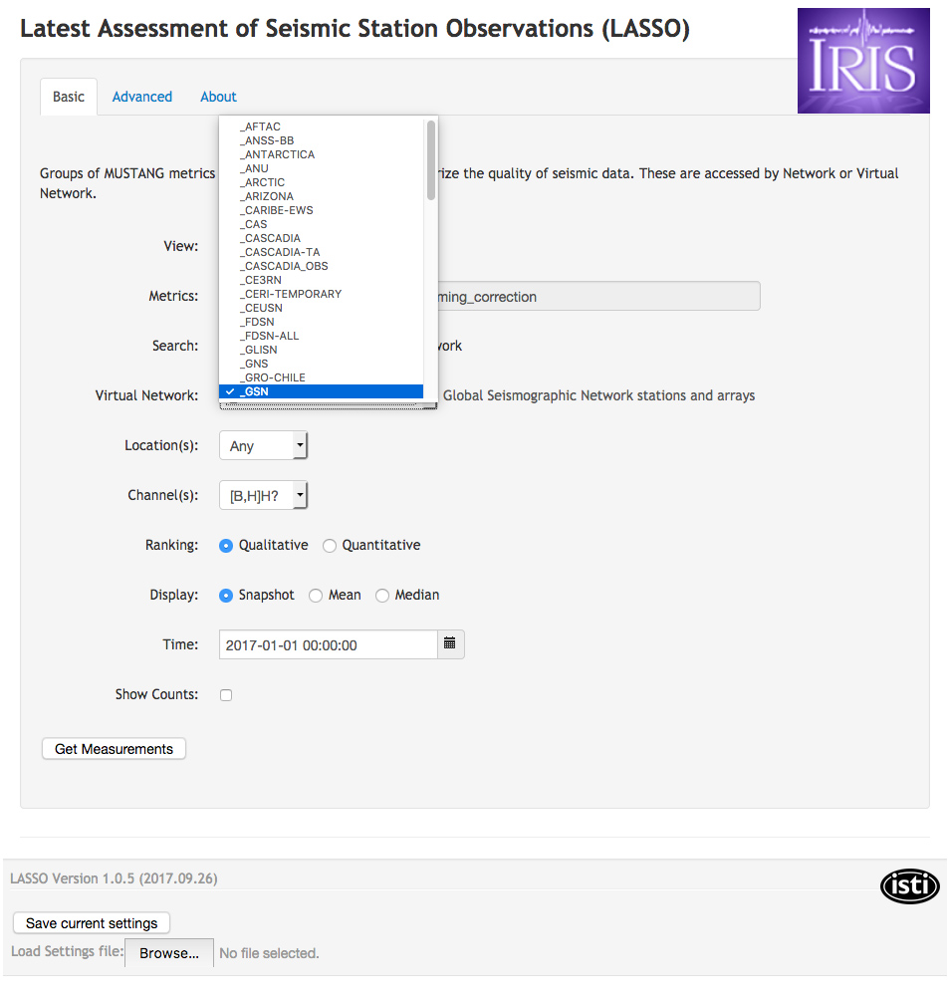 Latest Assessment of Seismic Station Observations (LASSO)
IRIS
Basic
Advanced
About
_AFTAC
_ANSS-BB
_ANTARCTICA
_ANU
_ARCTIC
_ARIZONA
_CARIBE-EWS
_CAS
_CASCADIA
_CASCADIA-TA
_CASCADIA_OBS
_CE3RN
_CERI-TEMPORARY
_CEUSN
_FDSN
_FDSN-ALL
_GLISN
_GNS
_GRO-CHILE
✓ _GSN
Groups of MUSTANG metrics rize the quality of seismic data. These are accessed by Network or Virtual
Network.
View:
Metrics: ming_correction
Search: work
Virtual Network: Global Seismographic Network stations and arrays
Location(s): Any
Channel(s): [B,H]H?
Ranking: Qualitative Quantitative
Display: Snapshot Mean Median
Time: 2017-01-01 00:00:00
Show Counts:
Get Measurements
LASSO Version 1.0.5 (2017.09.26)
isti
Save current settings
Load Settings file: Browse... No file selected.